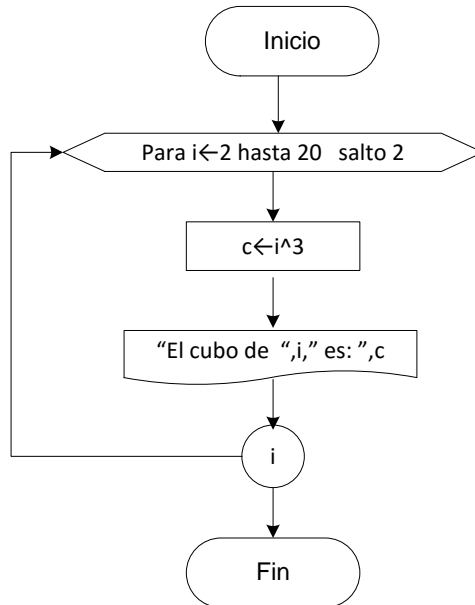 Inicio
Para i←2 hasta 20 salto 2
c←i^3
“El cubo de “,i,” es: ”,c
i
Fin